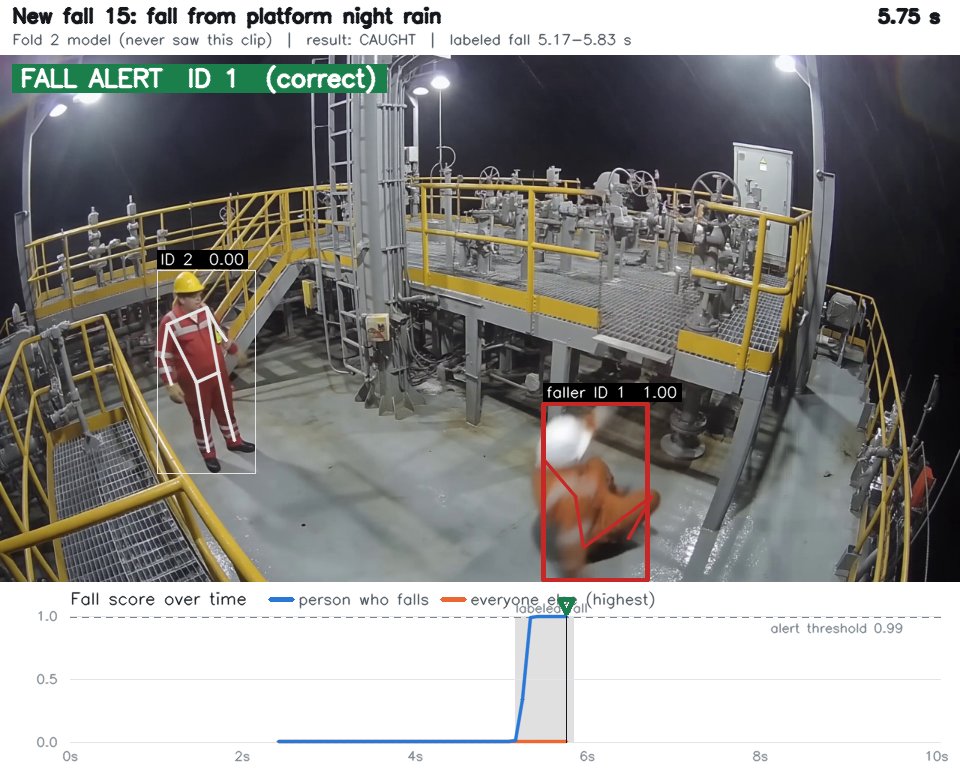 New fall 15: fall from platform night rain
5.75 s
Fold 2 model (never saw this clip) | result: CAUGHT | labeled fall 5.17–5.83 s
FALL ALERT ID 1 (correct)
ID 2 0.00
faller ID 1 1.00
Fall score over time
person who falls
everyone else (highest)
labeled fall
1.0
alert threshold 0.99
0.5
0.0
0s
2s
4s
6s
8s
10s